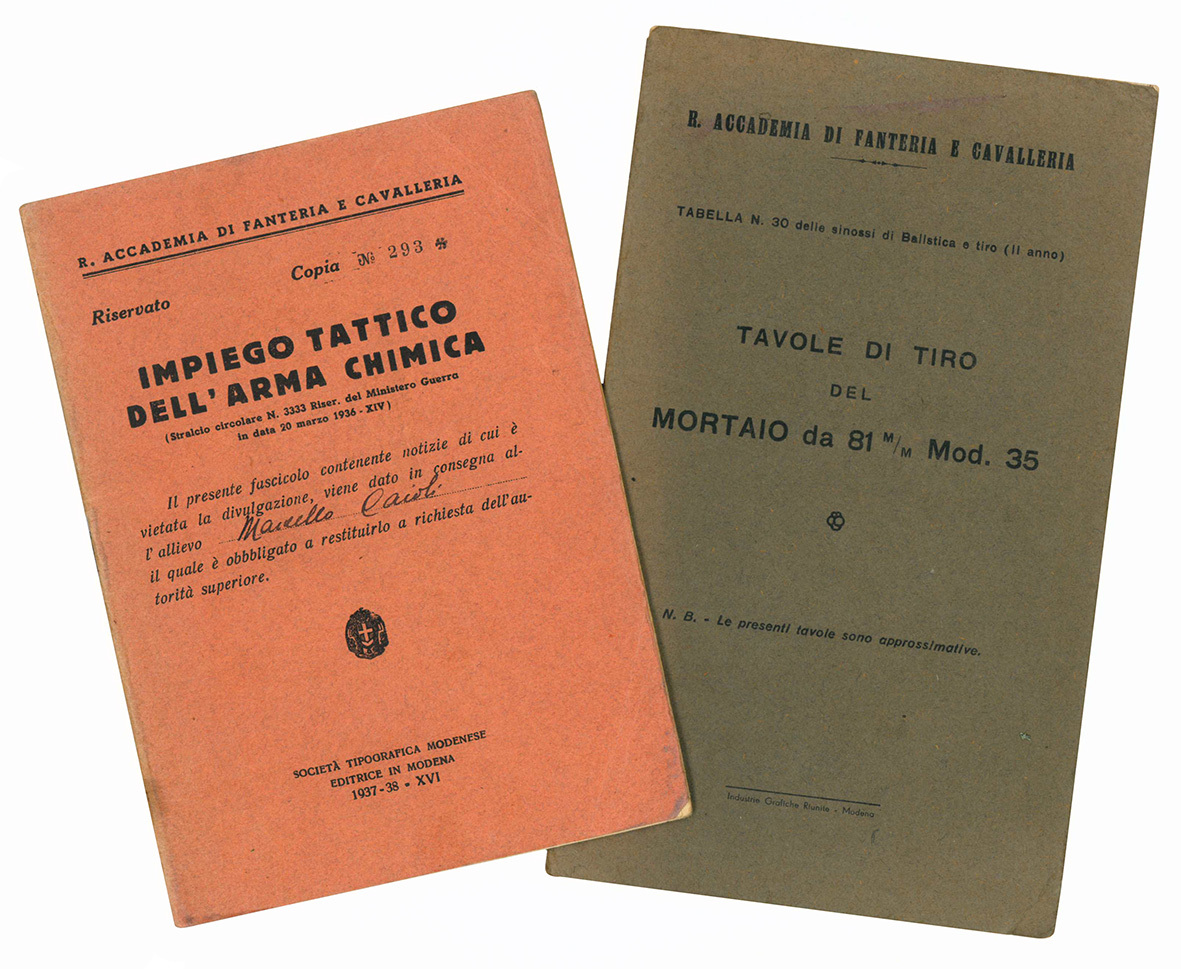 R. ACCADEMIA DI FANTERIA E CAVALLERIA
Copia № 293
Riservato
IMPIEGO TATTICO
DELL'ARMA CHIMICA
(Stralcio circolare N. 3333 Riser. del Ministero Guerra
in data 20 marzo 1936 - XIV)
Il presente fascicolo contenente notizie di cui è
vietata la divulgazione, viene dato in consegna al-
l'allievo Marcello Caioli
il quale è obbbligato a restituirlo a richiesta dell'au-
torità superiore.
SOCIETÀ TIPOGRAFICA MODENESE
EDITRICE IN MODENA
1937-38 - XVI
R. ACCADEMIA DI FANTERIA E CAVALLERIA
TABELLA N. 30 delle sinossi di Balistica e tiro (II anno)
TAVOLE DI TIRO
DEL
MORTAIO da 81 M/M Mod. 35
N. B. - Le presenti tavole sono approssimative.
Industrie Grafiche Riunite - Modena